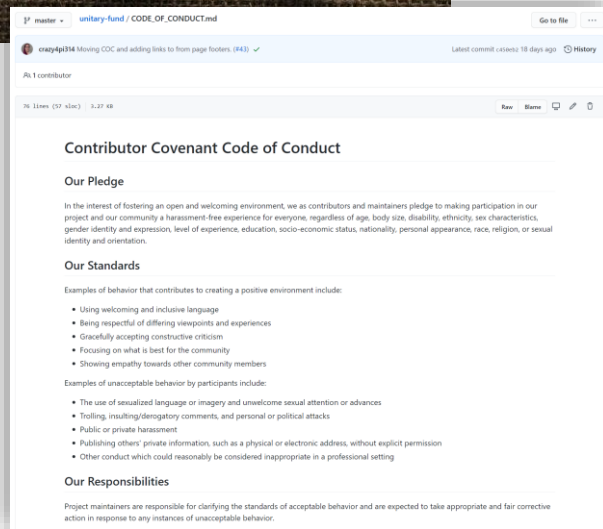 master
unitary-fund / CODE_OF_CONDUCT.md
Go to file
...
crazy4pi314 Moving COC and adding links to from page footers. (#43)
Latest commit 18 days ago
History
1 contributor
76 lines (57 sloc) 3.27 KB
Raw Blame
Contributor Covenant Code of Conduct
Our Pledge
In the interest of fostering an open and welcoming environment, we as contributors and maintainers pledge to making participation in our
project and our community a harassment-free experience for everyone, regardless of age, body size, disability, ethnicity, sex characteristics,
gender identity and expression, level of experience, education, socio-economic status, nationality, personal appearance, race, religion, or sexual
identity and orientation.
Our Standards
Examples of behavior that contributes to creating a positive environment include:
• Using welcoming and inclusive language
• Being respectful of differing viewpoints and experiences
• Gracefully accepting constructive criticism
• Focusing on what is best for the community
• Showing empathy towards other community members
Examples of unacceptable behavior by participants include:
• The use of sexualized language or imagery and unwelcome sexual attention or advances
• Trolling, insulting/derogatory comments, and personal or political attacks
• Public or private harassment
• Publishing others' private information, such as a physical or electronic address, without explicit permission
• Other conduct which could reasonably be considered inappropriate in a professional setting
Our Responsibilities
Project maintainers are responsible for clarifying the standards of acceptable behavior and are expected to take appropriate and fair corrective
action in response to any instances of unacceptable behavior.